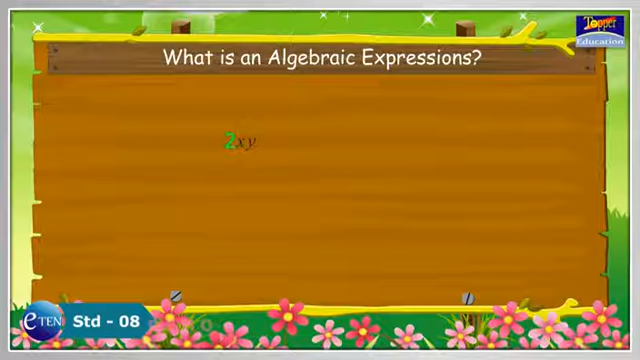 Topper
Education
What is an Algebraic Expressions?
2xy
eTEN
Std - 08